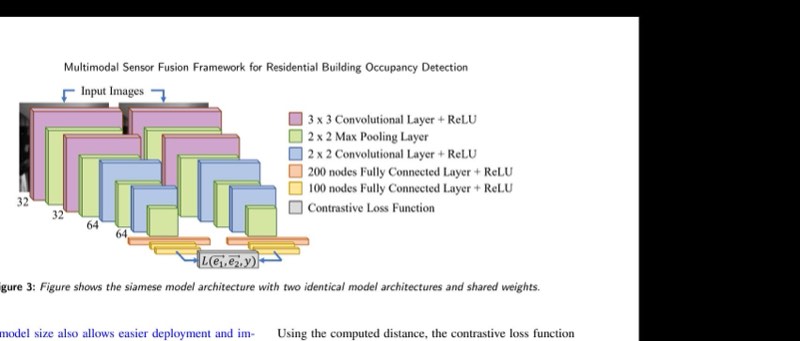 Multimodal Sensor Fusion Framework for Residential Building Occupancy Detection
Input Images
3 x 3 Convolutional Layer + ReLU
2 x 2 Max Pooling Layer
2 x 2 Convolutional Layer + ReLU
200 nodes Fully Connected Layer + ReLU
100 nodes Fully Connected Layer + ReLU
Contrastive Loss Function
32
32
64
64
L(e₁,e₂,y)
gure 3: Figure shows the siamese model architecture with two identical model architectures and shared weights.
model size also allows easier deployment and im-
Using the computed distance, the contrastive loss function